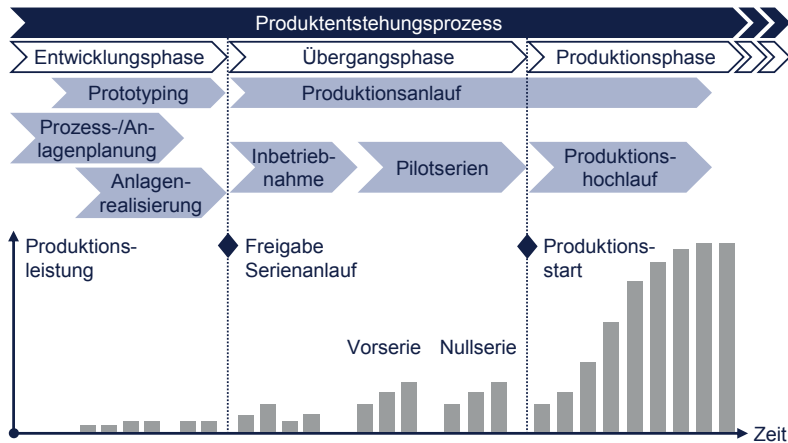 Produktentstehungsprozess
Entwicklungsphase
Übergangsphase
Produktionsphase
Prototyping
Produktionsanlauf
Prozess-/An-
lagenplanung
Anlagen-
realisierung
Inbetrieb-
nahme
Pilotserien
Produktions-
hochlauf
Produktions-
leistung
Freigabe
Serienanlauf
Produktions-
start
Vorserie
Nullserie
Zeit